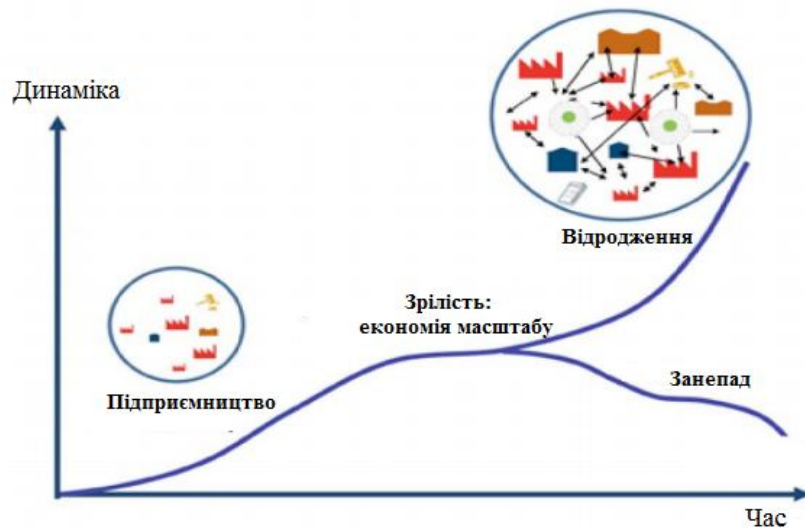 Динаміка
Відродження
Зрілість:
економія масштабу
Підприємництво
Занепад
Час